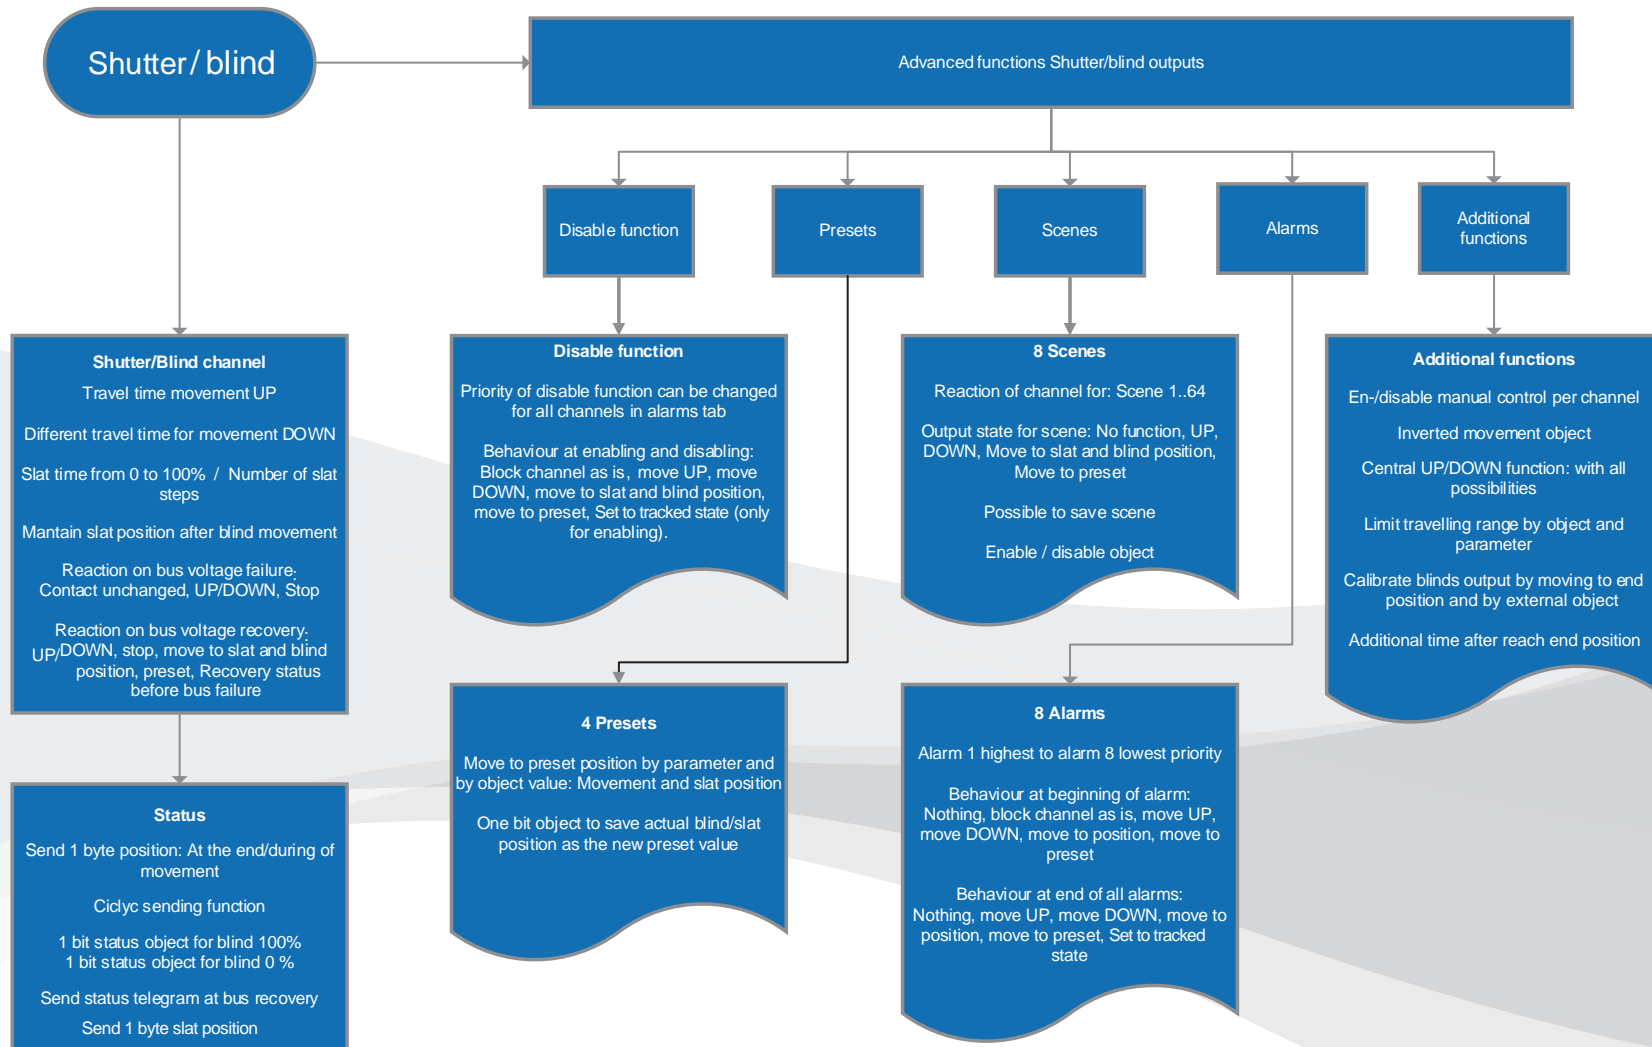 Shutter / blind
Advanced functions Shutter/blind outputs
Disable function
Presets
Scenes
Alarms
Additional
functions
Shutter/Blind channel
Travel time movement UP
Different travel time for movement DOWN
Slat time from 0 to 100% / Number of slat
steps
Mantain slat position after blind movement
Reaction on bus voltage failure:
Contact unchanged, UP/DOWN, Stop
Reaction on bus voltage recovery:
UP/DOWN, stop, move to slat and blind
position, preset, Recovery status
before bus failure
Status
Send 1 byte position: At the end/during of
movement
Ciclyc sending function
1 bit status object for blind 100%
1 bit status object for blind 0 %
Send status telegram at bus recovery
Send 1 byte slat position
Disable function
Priority of disable function can be changed
for all channels in alarms tab
Behaviour at enabling and disabling:
Block channel as is, move UP, move
DOWN, move to slat and blind position,
move to preset, Set to tracked state (only
for enabling).
4 Presets
Move to preset position by parameter and
by object value: Movement and slat position
One bit object to save actual blind/slat
position as the new preset value
8 Scenes
Reaction of channel for: Scene 1..64
Output state for scene: No function, UP,
DOWN, Move to slat and blind position,
Move to preset
Possible to save scene
Enable / disable object
8 Alarms
Alarm 1 highest to alarm 8 lowest priority
Behaviour at beginning of alarm:
Nothing, block channel as is, move UP,
move DOWN, move to position, move to
preset
Behaviour at end of all alarms:
Nothing, move UP, move DOWN, move to
position, move to preset, Set to tracked
state
Additional functions
En-/disable manual control per channel
Inverted movement object
Central UP/DOWN function: with all
possibilities
Limit travelling range by object and
parameter
Calibrate blinds output by moving to end
position and by external object
Additional time after reach end position